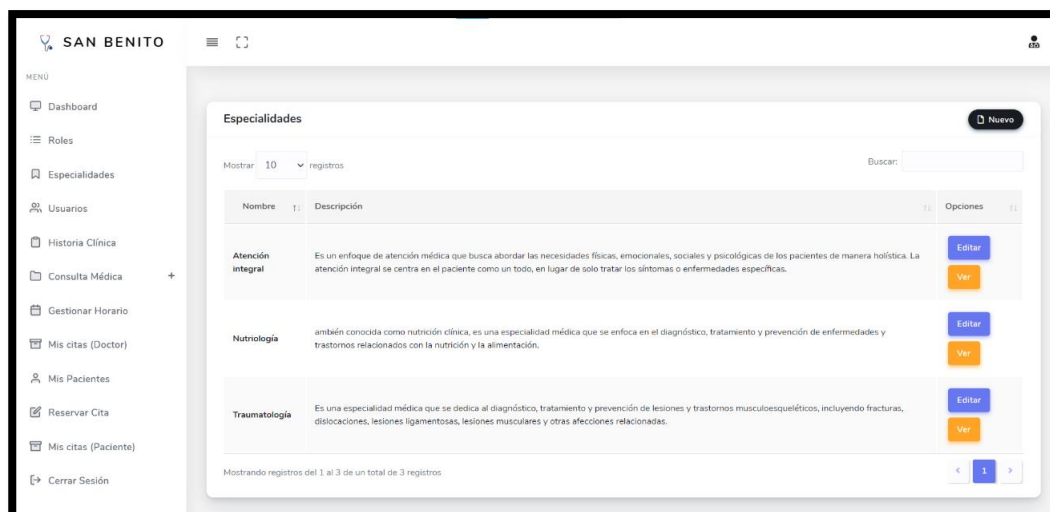 SAN BENITO
MENÚ
Dashboard
Roles
Especialidades
Usuarios
Historia Clínica
Consulta Médica +
Gestionar Horario
Mis citas (Doctor)
Mis Pacientes
Reservar Cita
Mis citas (Paciente)
Cerrar Sesión
Especialidades
Nuevo
Mostrar 10 registros
Buscar:
Nombre Descripción Opciones
Atención integral
Es un enfoque de atención médica que busca abordar las necesidades físicas, emocionales, sociales y psicológicas de los pacientes de manera holística. La
atención integral se centra en el paciente como un todo, en lugar de solo tratar los síntomas o enfermedades específicas.
Editar
Ver
Nutriología
ambién conocida como nutrición clínica, es una especialidad médica que se enfoca en el diagnóstico, tratamiento y prevención de enfermedades y
trastornos relacionados con la nutrición y la alimentación.
Editar
Ver
Traumatología
Es una especialidad médica que se dedica al diagnóstico, tratamiento y prevención de lesiones y trastornos musculoesqueléticos, incluyendo fracturas,
dislocaciones, lesiones ligamentosas, lesiones musculares y otras afecciones relacionadas.
Editar
Ver
Mostrando registros del 1 al 3 de un total de 3 registros
< 1 >